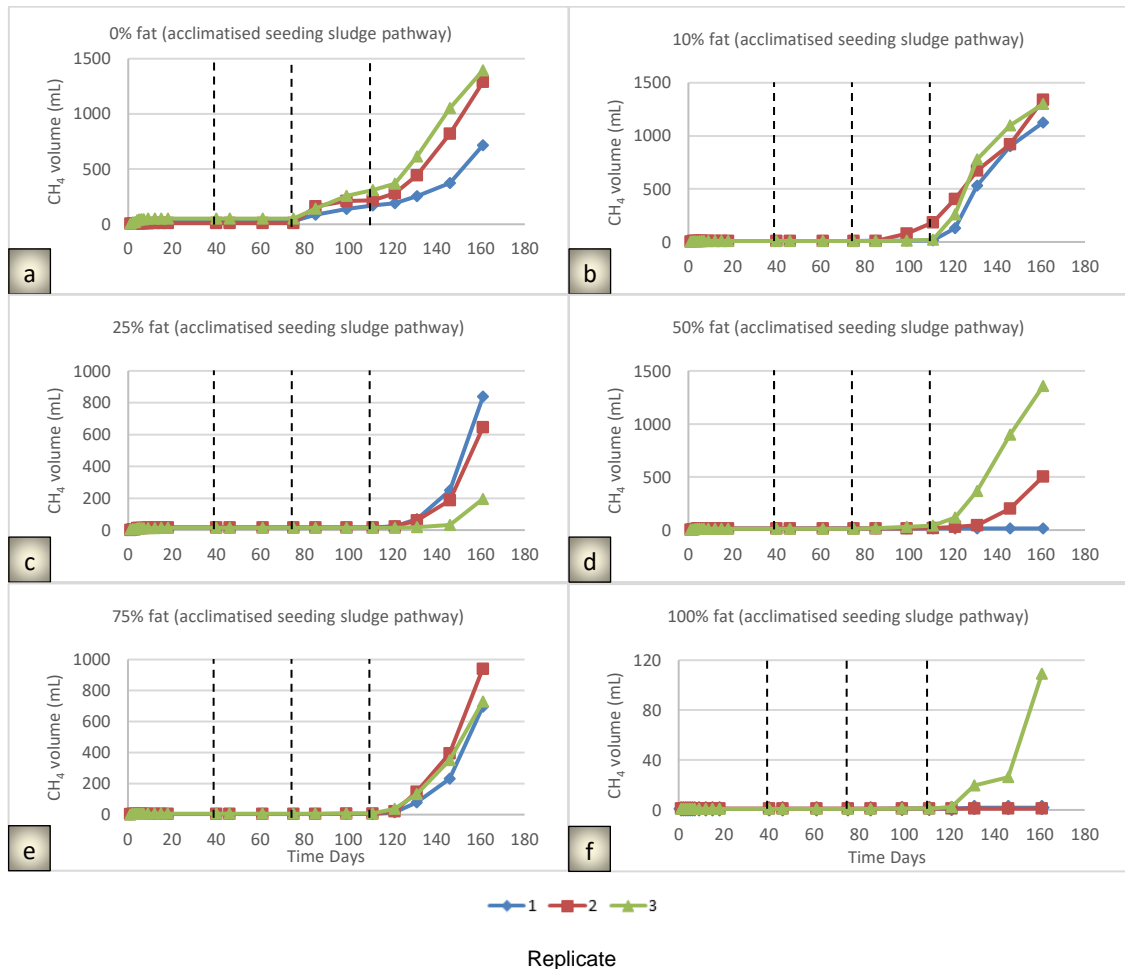 0% fat (acclimatised seeding sludge pathway)
CH4 volume (mL)
1500
1000
500
0
0 20 40 60 80 100 120 140 160 180
a
10% fat (acclimatised seeding sludge pathway)
CH4 volume (mL)
1500
1000
500
0
0 20 40 60 80 100 120 140 160 180
b
25% fat (acclimatised seeding sludge pathway)
CH4 volume (mL)
1000
800
600
400
200
0
0 20 40 60 80 100 120 140 160 180
c
50% fat (acclimatised seeding sludge pathway)
CH4 volume (mL)
1500
1000
500
0
0 20 40 60 80 100 120 140 160 180
d
75% fat (acclimatised seeding sludge pathway)
CH4 volume (mL)
1000
800
600
400
200
0
0 20 40 60 80 100 120 140 160 180
Time Days
e
100% fat (acclimatised seeding sludge pathway)
CH4 volume (mL)
120
80
40
0
0 20 40 60 80 100 120 140 160 180
Time Days
f
1 2 3
Replicate